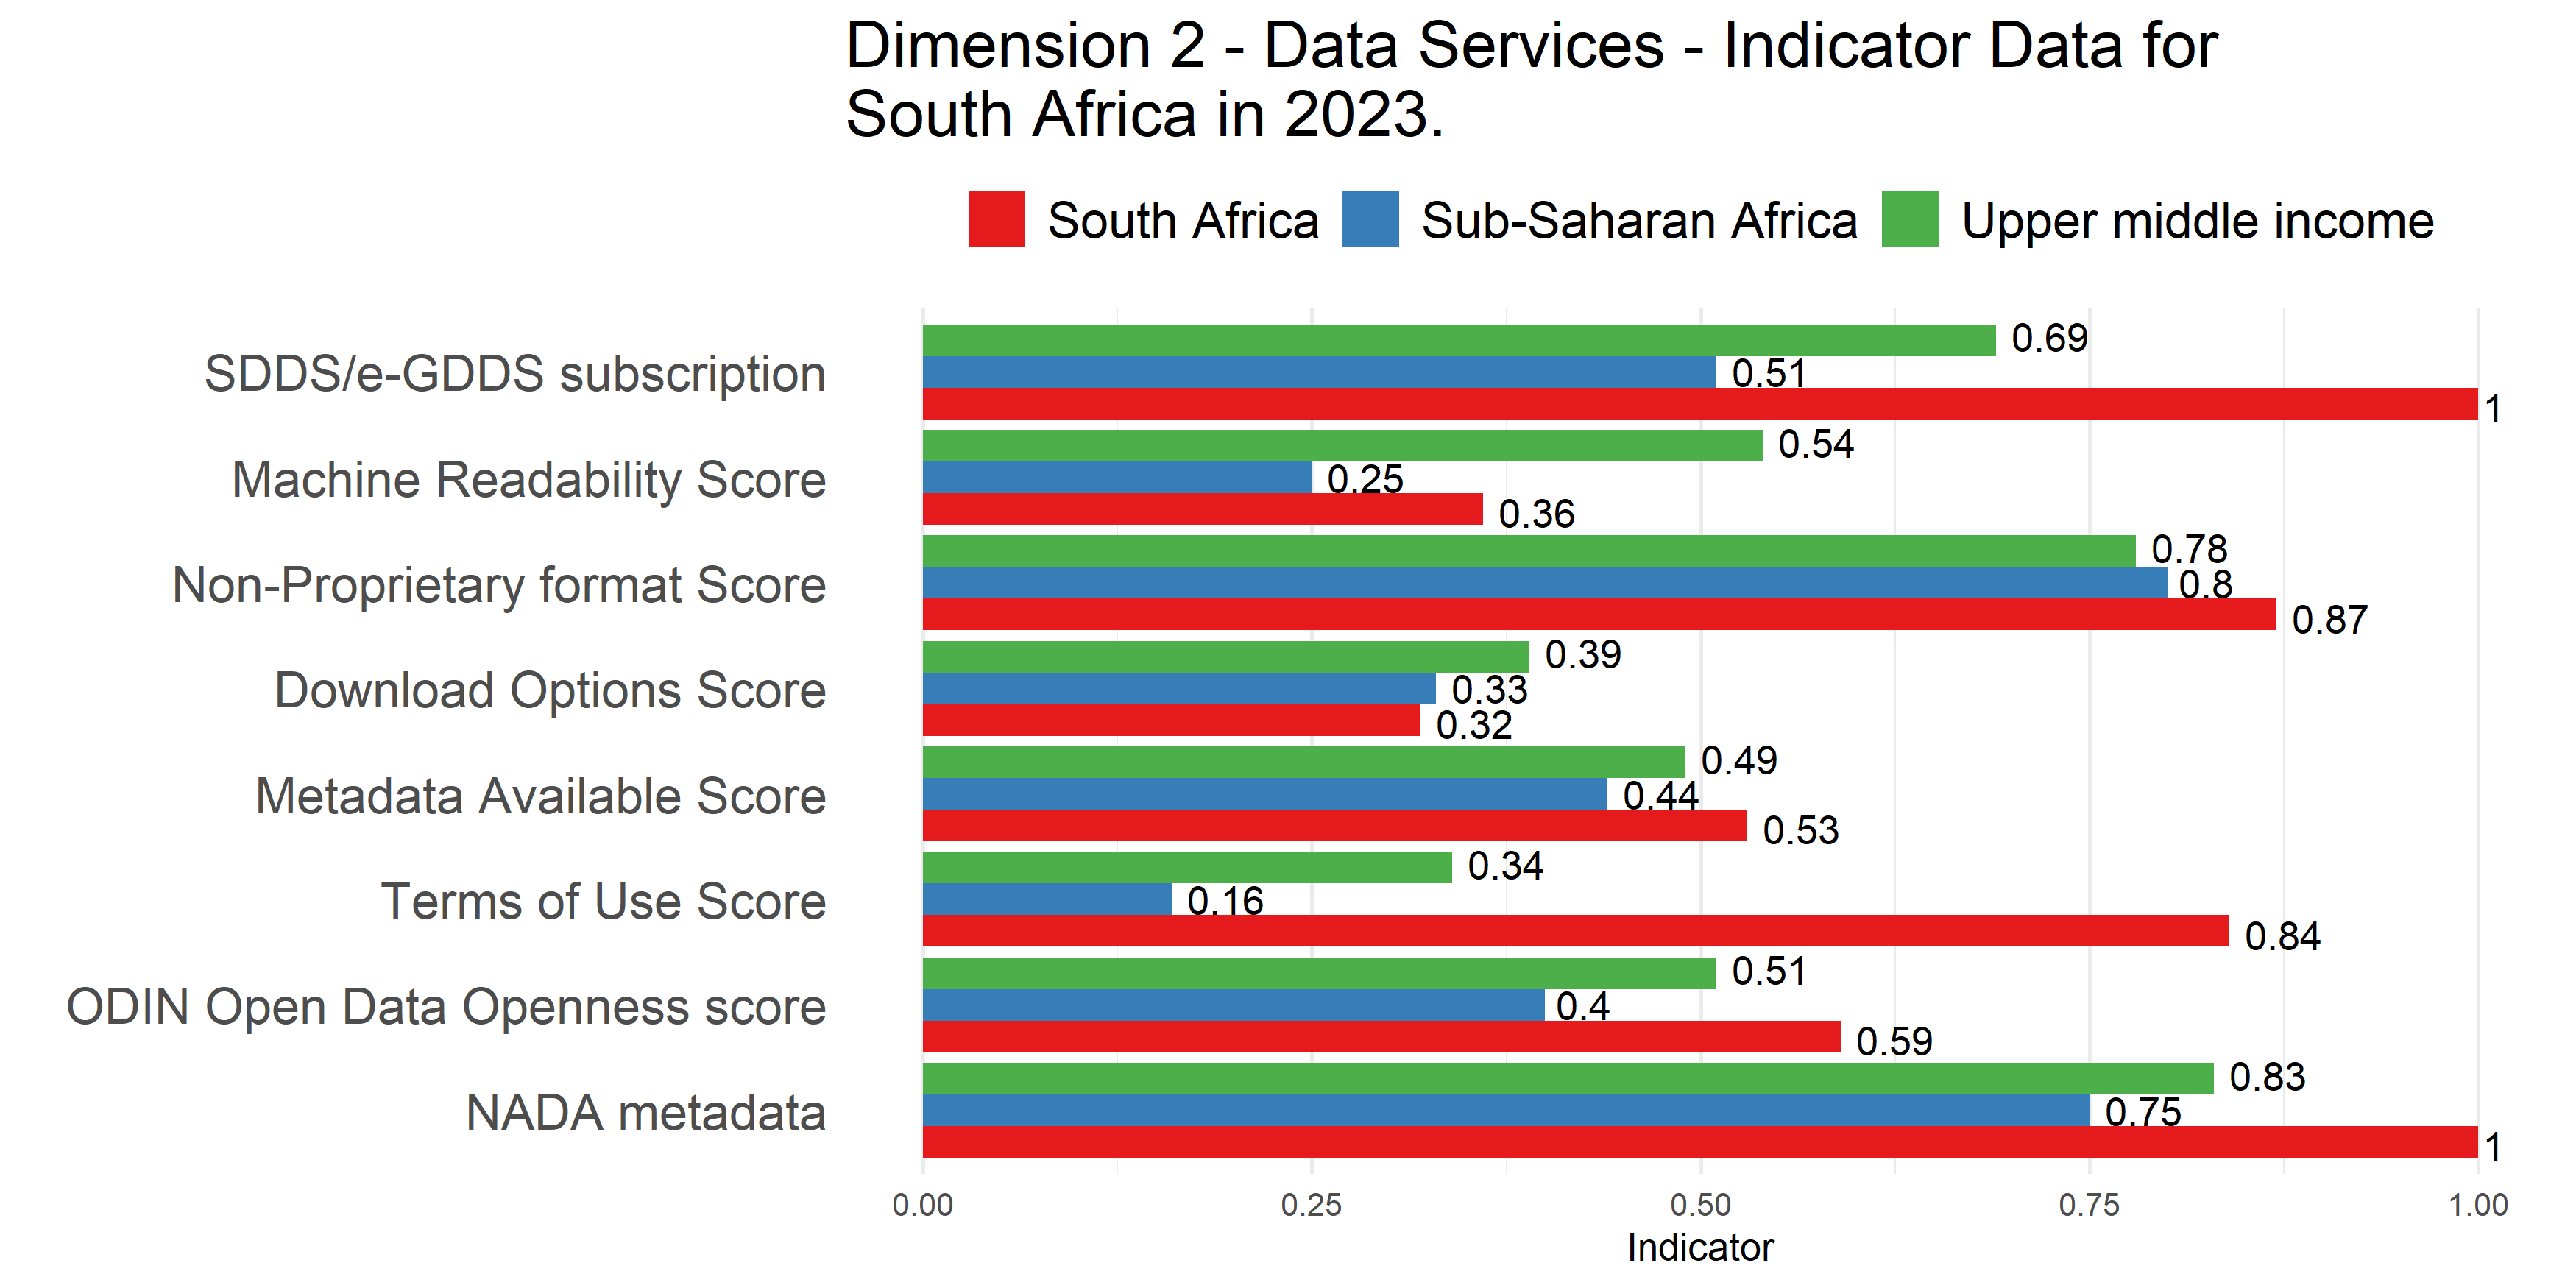 Dimension 2 - Data Services - Indicator Data for
South Africa in 2023.
South Africa Sub-Saharan Africa Upper middle income
SDDS/e-GDDS subscription
0.69
0.51
1
Machine Readability Score
0.54
0.25
0.36
Non-Proprietary format Score
0.78
0.8
0.87
Download Options Score
0.39
0.33
0.32
Metadata Available Score
0.49
0.44
0.53
Terms of Use Score
0.34
0.16
0.84
ODIN Open Data Openness score
0.51
0.4
0.59
NADA metadata
0.83
0.75
1
0.00 0.25 0.50 0.75 1.00
Indicator